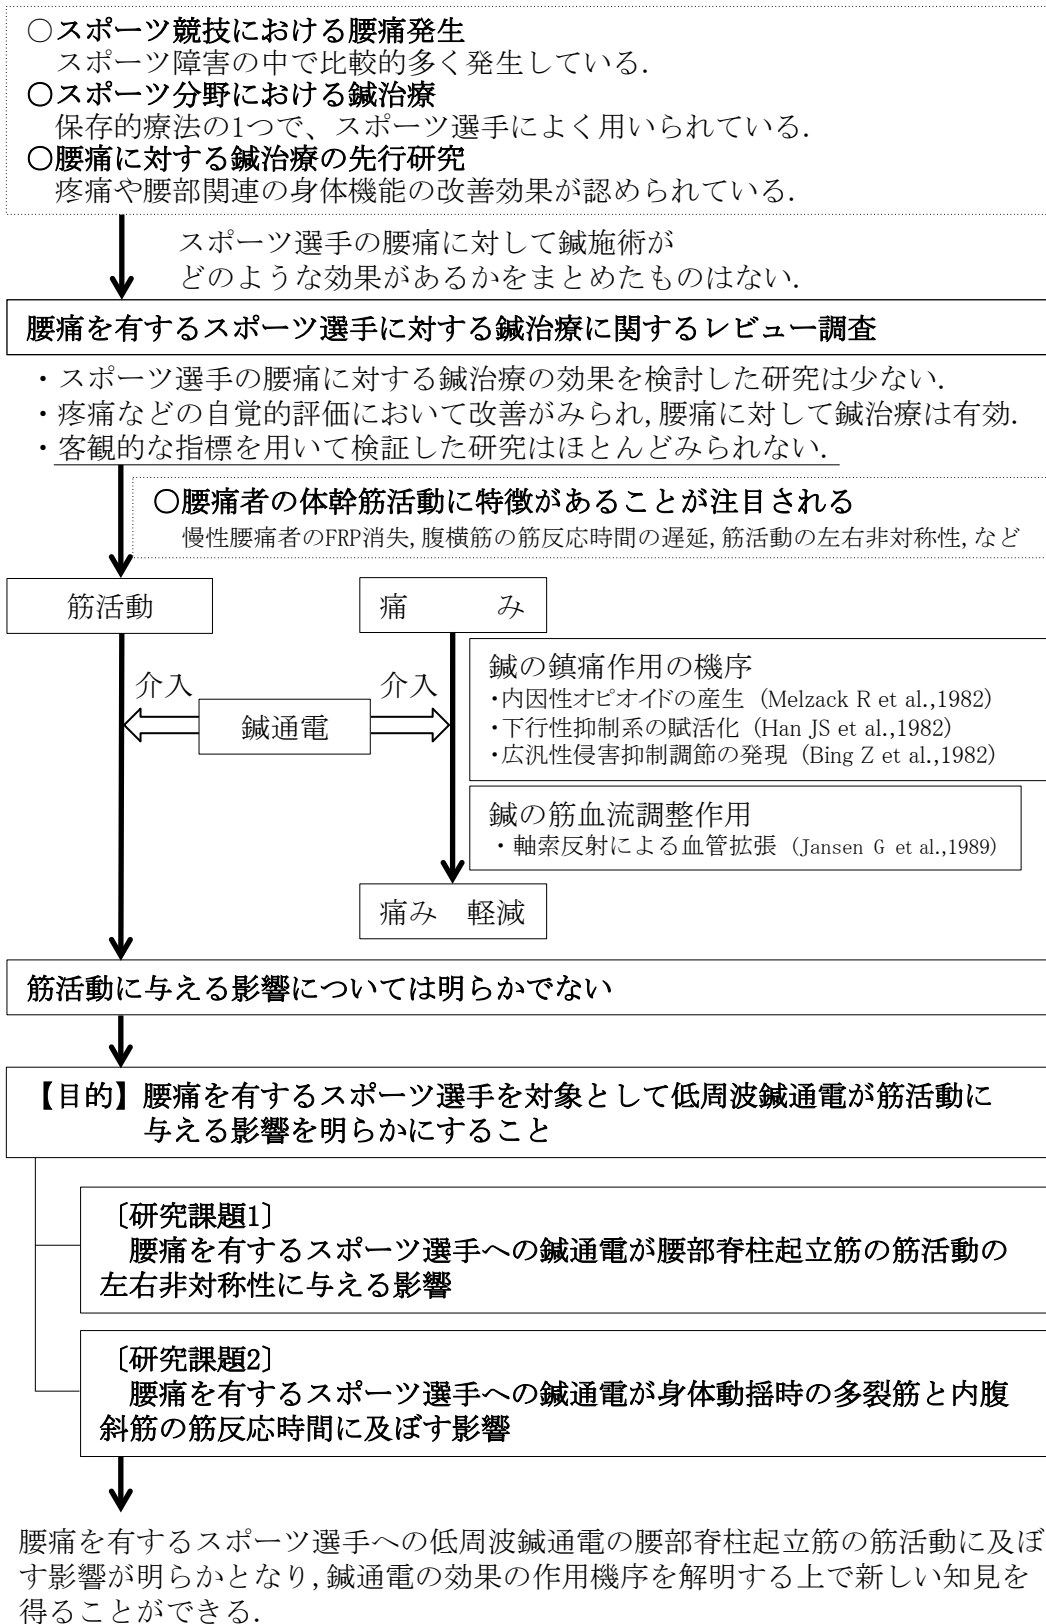 ○スポーツ競技における腰痛発生
スポーツ障害の中で比較的多く発生している.
○スポーツ分野における鍼治療
保存的療法の1つで、スポーツ選手によく用いられている.
○腰痛に対する鍼治療の先行研究
疼痛や腰部関連の身体機能の改善効果が認められている.
スポーツ選手の腰痛に対して鍼施術が
どのような効果があるかをまとめたものはない.
腰痛を有するスポーツ選手に対する鍼治療に関するレビュー調査
・スポーツ選手の腰痛に対する鍼治療の効果を検討した研究は少ない.
・疼痛などの自覚的評価において改善がみられ,腰痛に対して鍼治療は有効.
・客観的な指標を用いて検証した研究はほとんどみられない.
○腰痛者の体幹筋活動に特徴があることが注目される
慢性腰痛者のFRP消失,腹横筋の筋反応時間の遅延,筋活動の左右非対称性,など
筋活動
痛　　み
介入
介入
鍼通電
鍼の鎮痛作用の機序
・内因性オピオイドの産生 (Melzack R et al.,1982)
・下行性抑制系の賦活化 (Han JS et al.,1982)
・広汎性侵害抑制調節の発現 (Bing Z et al.,1982)
鍼の筋血流調整作用
・軸索反射による血管拡張 (Jansen G et al.,1989)
痛み　軽減
筋活動に与える影響については明らかでない
【目的】腰痛を有するスポーツ選手を対象として低周波鍼通電が筋活動に
与える影響を明らかにすること
〔研究課題1〕
腰痛を有するスポーツ選手への鍼通電が腰部脊柱起立筋の筋活動の
左右非対称性に与える影響
〔研究課題2〕
腰痛を有するスポーツ選手への鍼通電が身体動揺時の多裂筋と内腹
斜筋の筋反応時間に及ぼす影響
腰痛を有するスポーツ選手への低周波鍼通電の腰部脊柱起立筋の筋活動に及ぼ
す影響が明らかとなり,鍼通電の効果の作用機序を解明する上で新しい知見を
得ることができる.